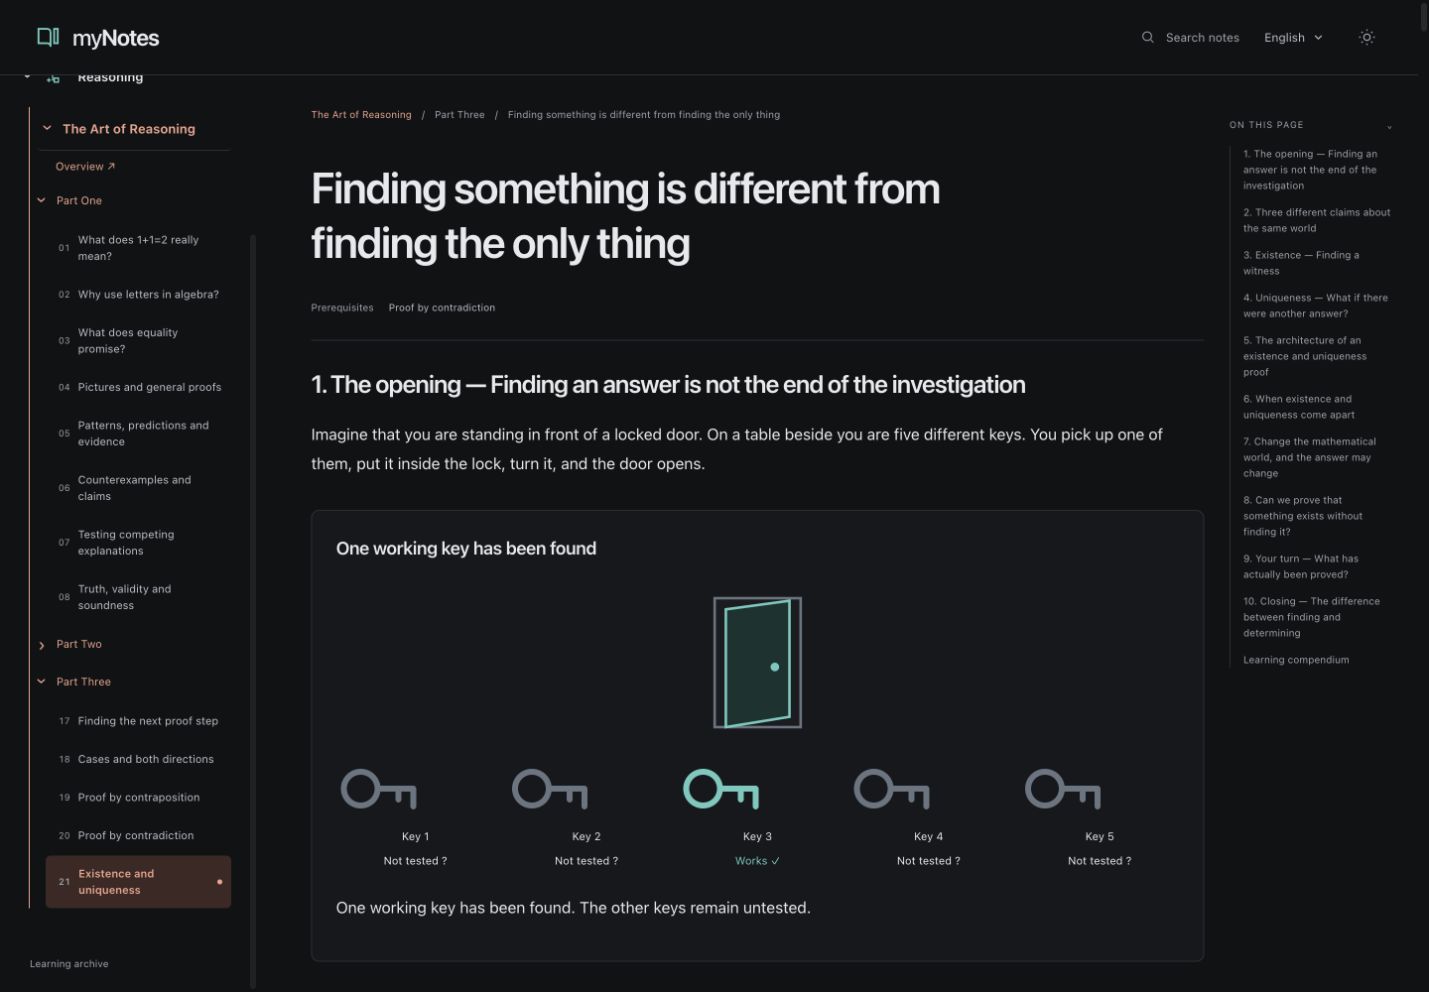 myNotes
Search notes
English
Reasoning
The Art of Reasoning
Overview ↗
Part One
01 What does 1+1=2 really
mean?
02 Why use letters in algebra?
03 What does equality
promise?
04 Pictures and general proofs
05 Patterns, predictions and
evidence
06 Counterexamples and
claims
07 Testing competing
explanations
08 Truth, validity and
soundness
Part Two
Part Three
17 Finding the next proof step
18 Cases and both directions
19 Proof by contraposition
20 Proof by contradiction
21 Existence and
uniqueness
Learning archive
The Art of Reasoning / Part Three / Finding something is different from finding the only thing
Finding something is different from
finding the only thing
Prerequisites Proof by contradiction
1. The opening — Finding an answer is not the end of the investigation
Imagine that you are standing in front of a locked door. On a table beside you are five different keys. You pick up one of
them, put it inside the lock, turn it, and the door opens.
One working key has been found
Key 1 Key 2 Key 3 Key 4 Key 5
Not tested ? Not tested ? Works ✓ Not tested ? Not tested ?
One working key has been found. The other keys remain untested.
ON THIS PAGE
1. The opening — Finding an
answer is not the end of the
investigation
2. Three different claims about
the same world
3. Existence — Finding a
witness
4. Uniqueness — What if there
were another answer?
5. The architecture of an
existence and uniqueness
proof
6. When existence and
uniqueness come apart
7. Change the mathematical
world, and the answer may
change
8. Can we prove that
something exists without
finding it?
9. Your turn — What has
actually been proved?
10. Closing — The difference
between finding and
determining
Learning compendium